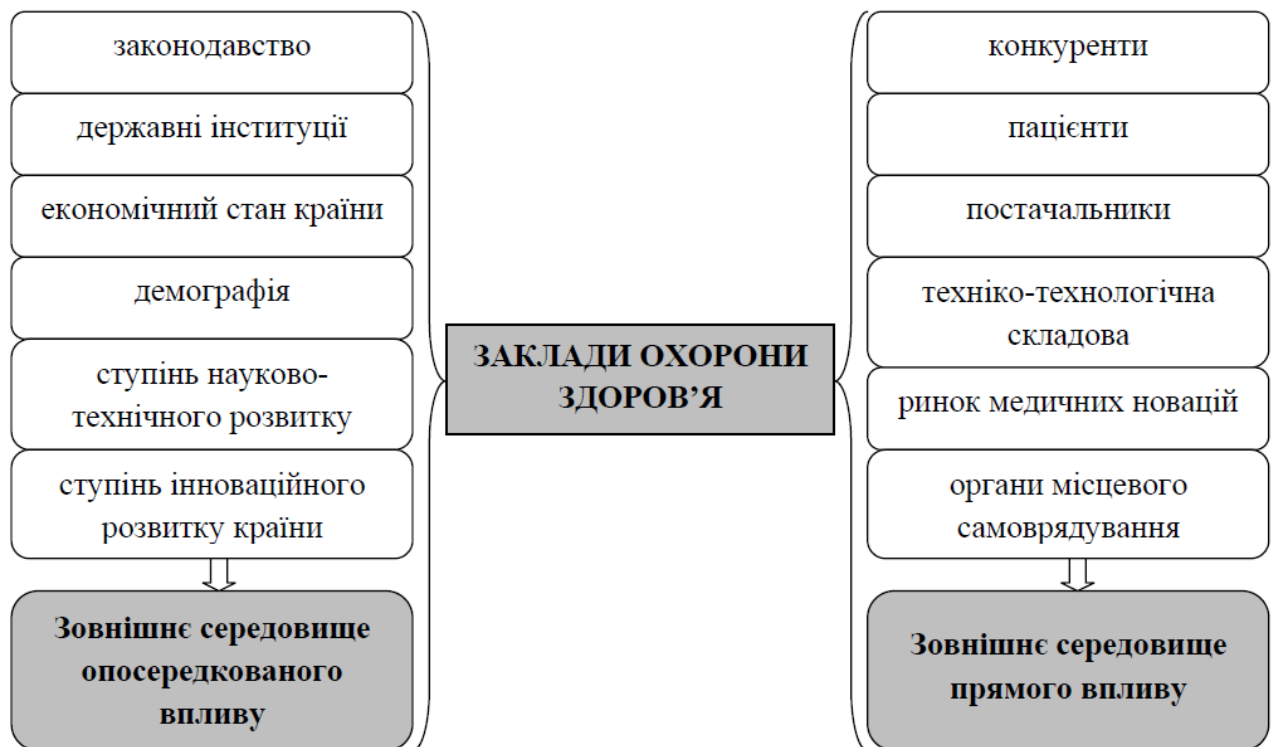 законодавство
державні інституції
економічний стан країни
демографія
ступінь науково-
технічного розвитку
ступінь інноваційного
розвитку країни
Зовнішнє середовище
опосередкованого
впливу
ЗАКЛАДИ ОХОРОНИ
ЗДОРОВ’Я
конкуренти
пацієнти
постачальники
техніко-технологічна
складова
ринок медичних новацій
органи місцевого
самоврядування
Зовнішнє середовище
прямого впливу